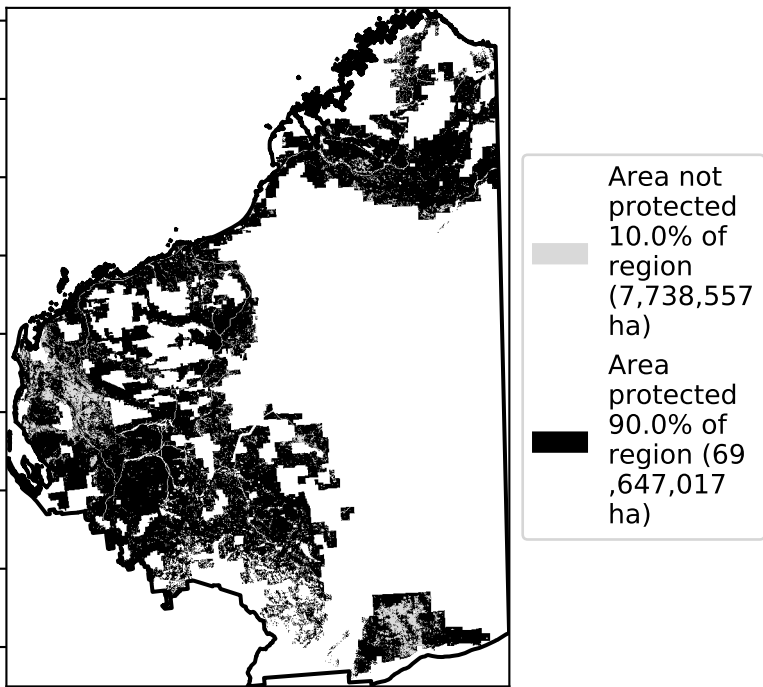 Area not
protected
10.0% of
region
(7,738,557
ha)
Area
protected
90.0% of
region (69
,647,017
ha)